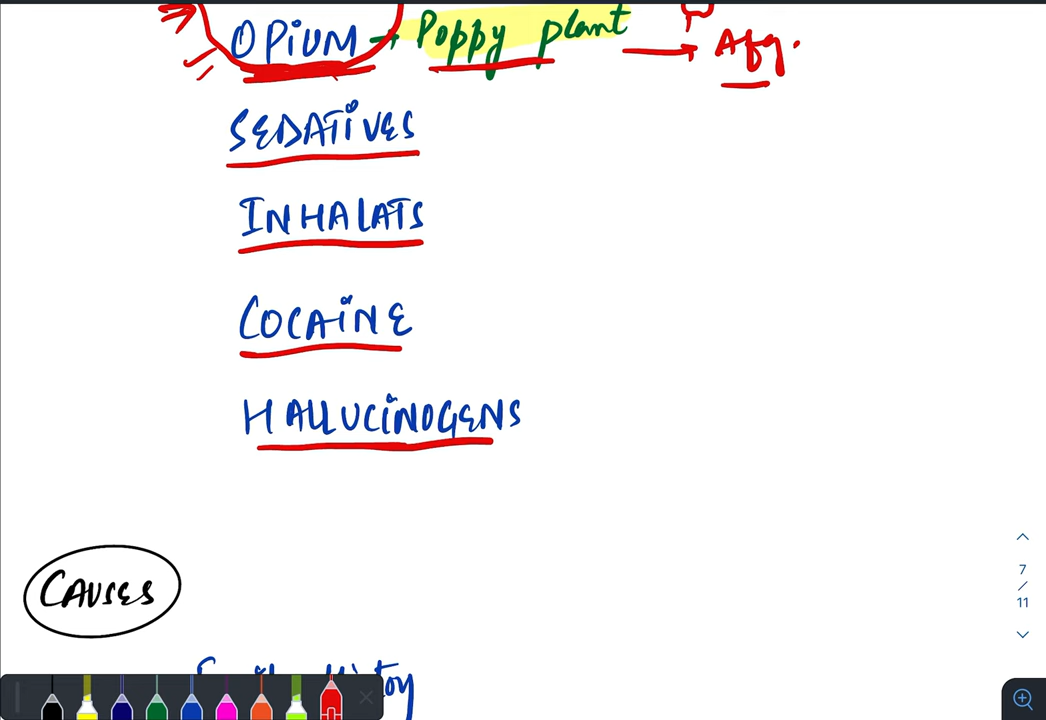 OPiUM → Poppy plant → Afg.
SEDATIVES
INHALATS
COCAiNE
HALLUCiNOGENS
CAUSES
7
/
11